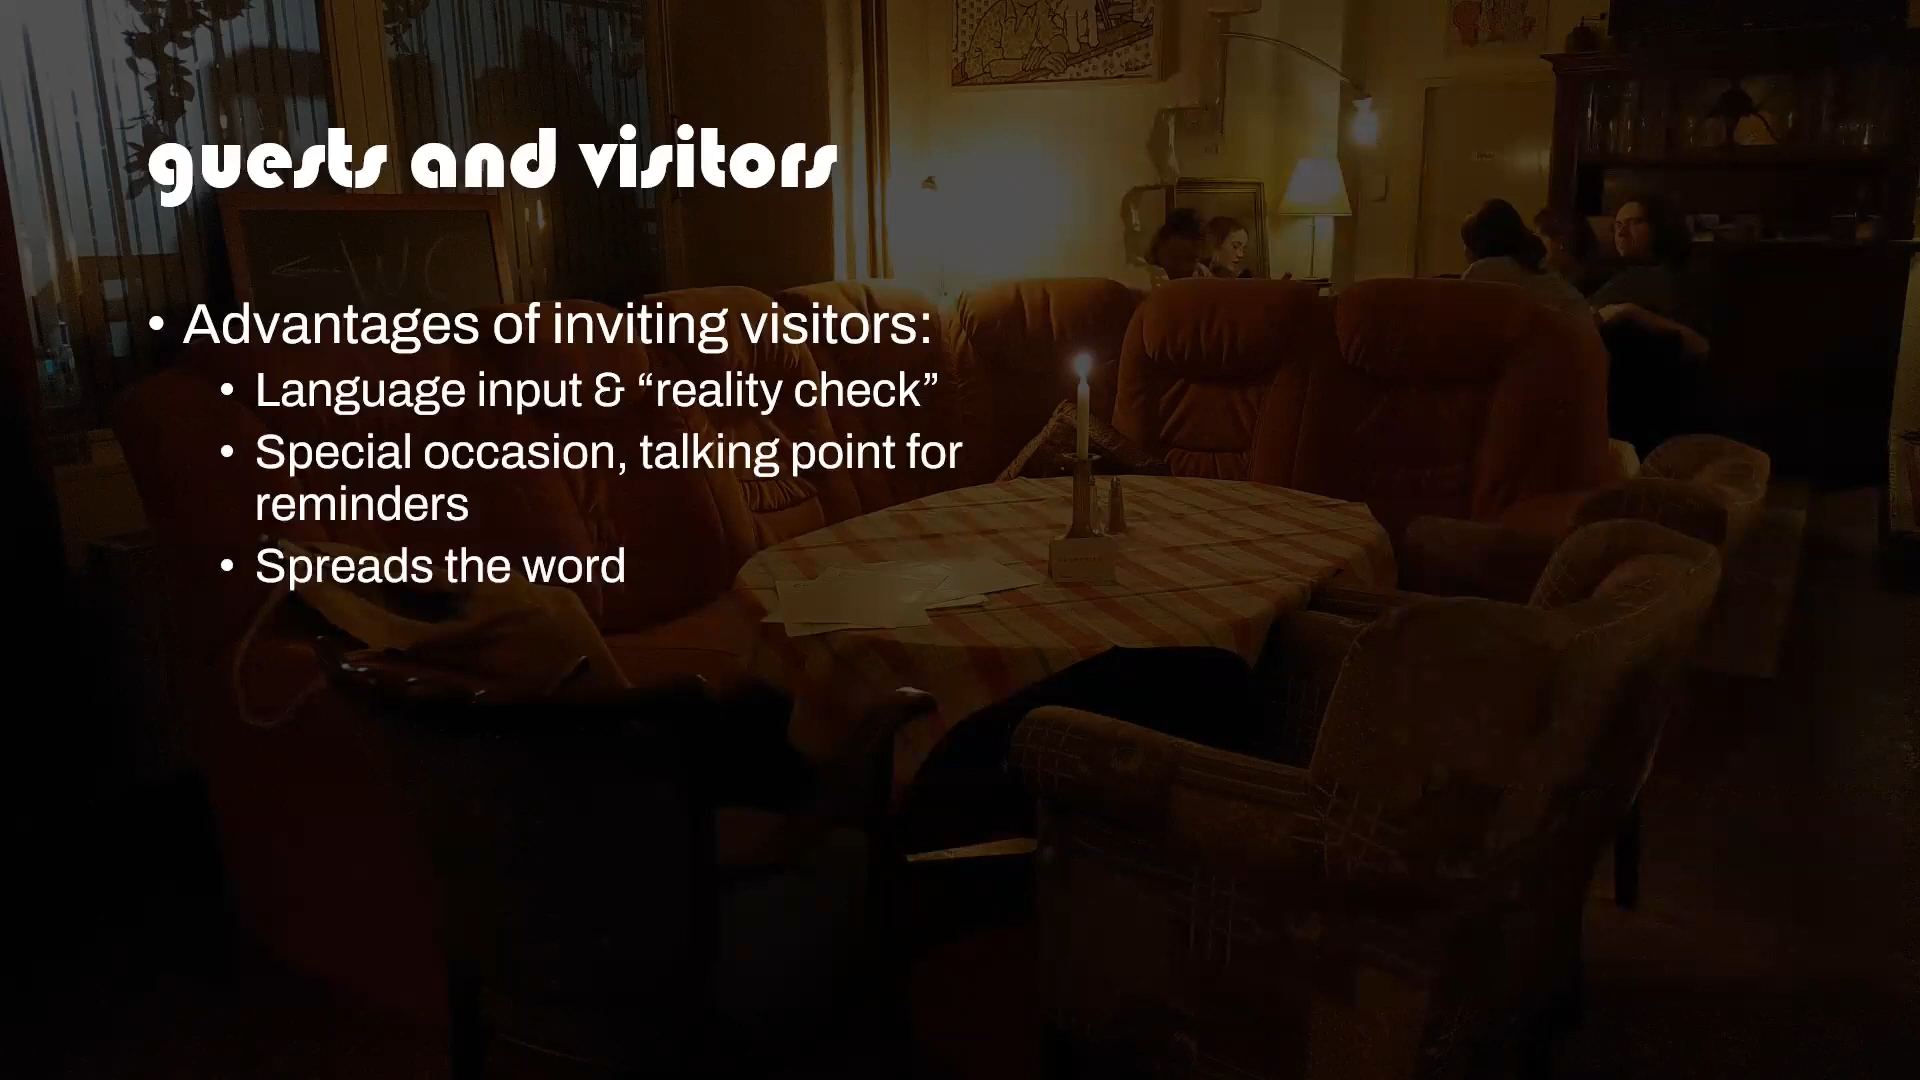 guests and visitors
• Advantages of inviting visitors:
• Language input & “reality check”
• Special occasion, talking point for
reminders
• Spreads the word